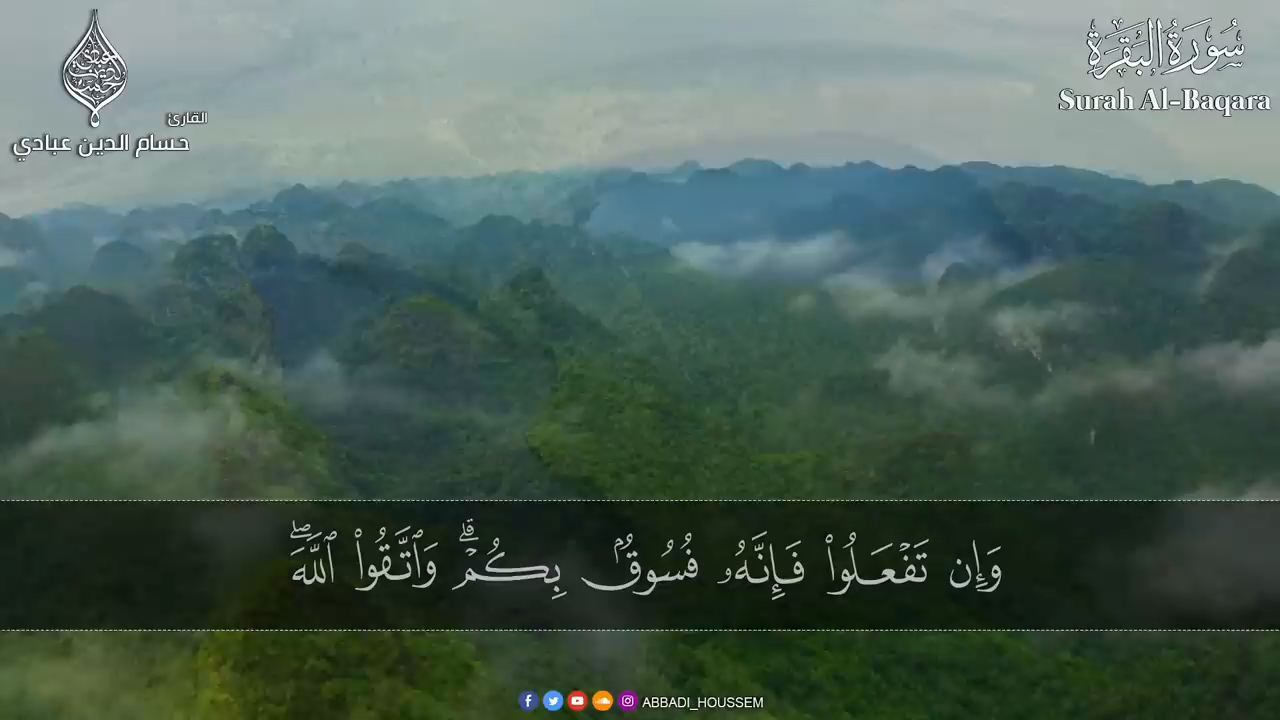 سُورَةُ البَقَرَة
Surah Al-Baqara
القارئ
حسام الدين عبادي
وَإِن تَفْعَلُوا۟ فَإِنَّهُۥ فُسُوقٌۢ بِكُمْ ۗ وَٱتَّقُوا۟ ٱللَّهَ ۖ
ABBADI_HOUSSEM